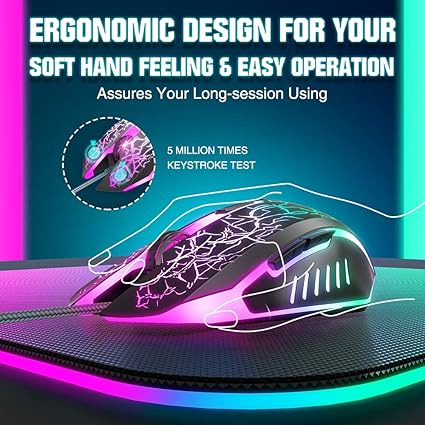 ERGONOMIC DESIGN FOR YOUR
SOFT HAND FEELING & EASY OPERATION
Assures Your Long-session Using
5 MILLION TIMES
KEYSTROKE TEST